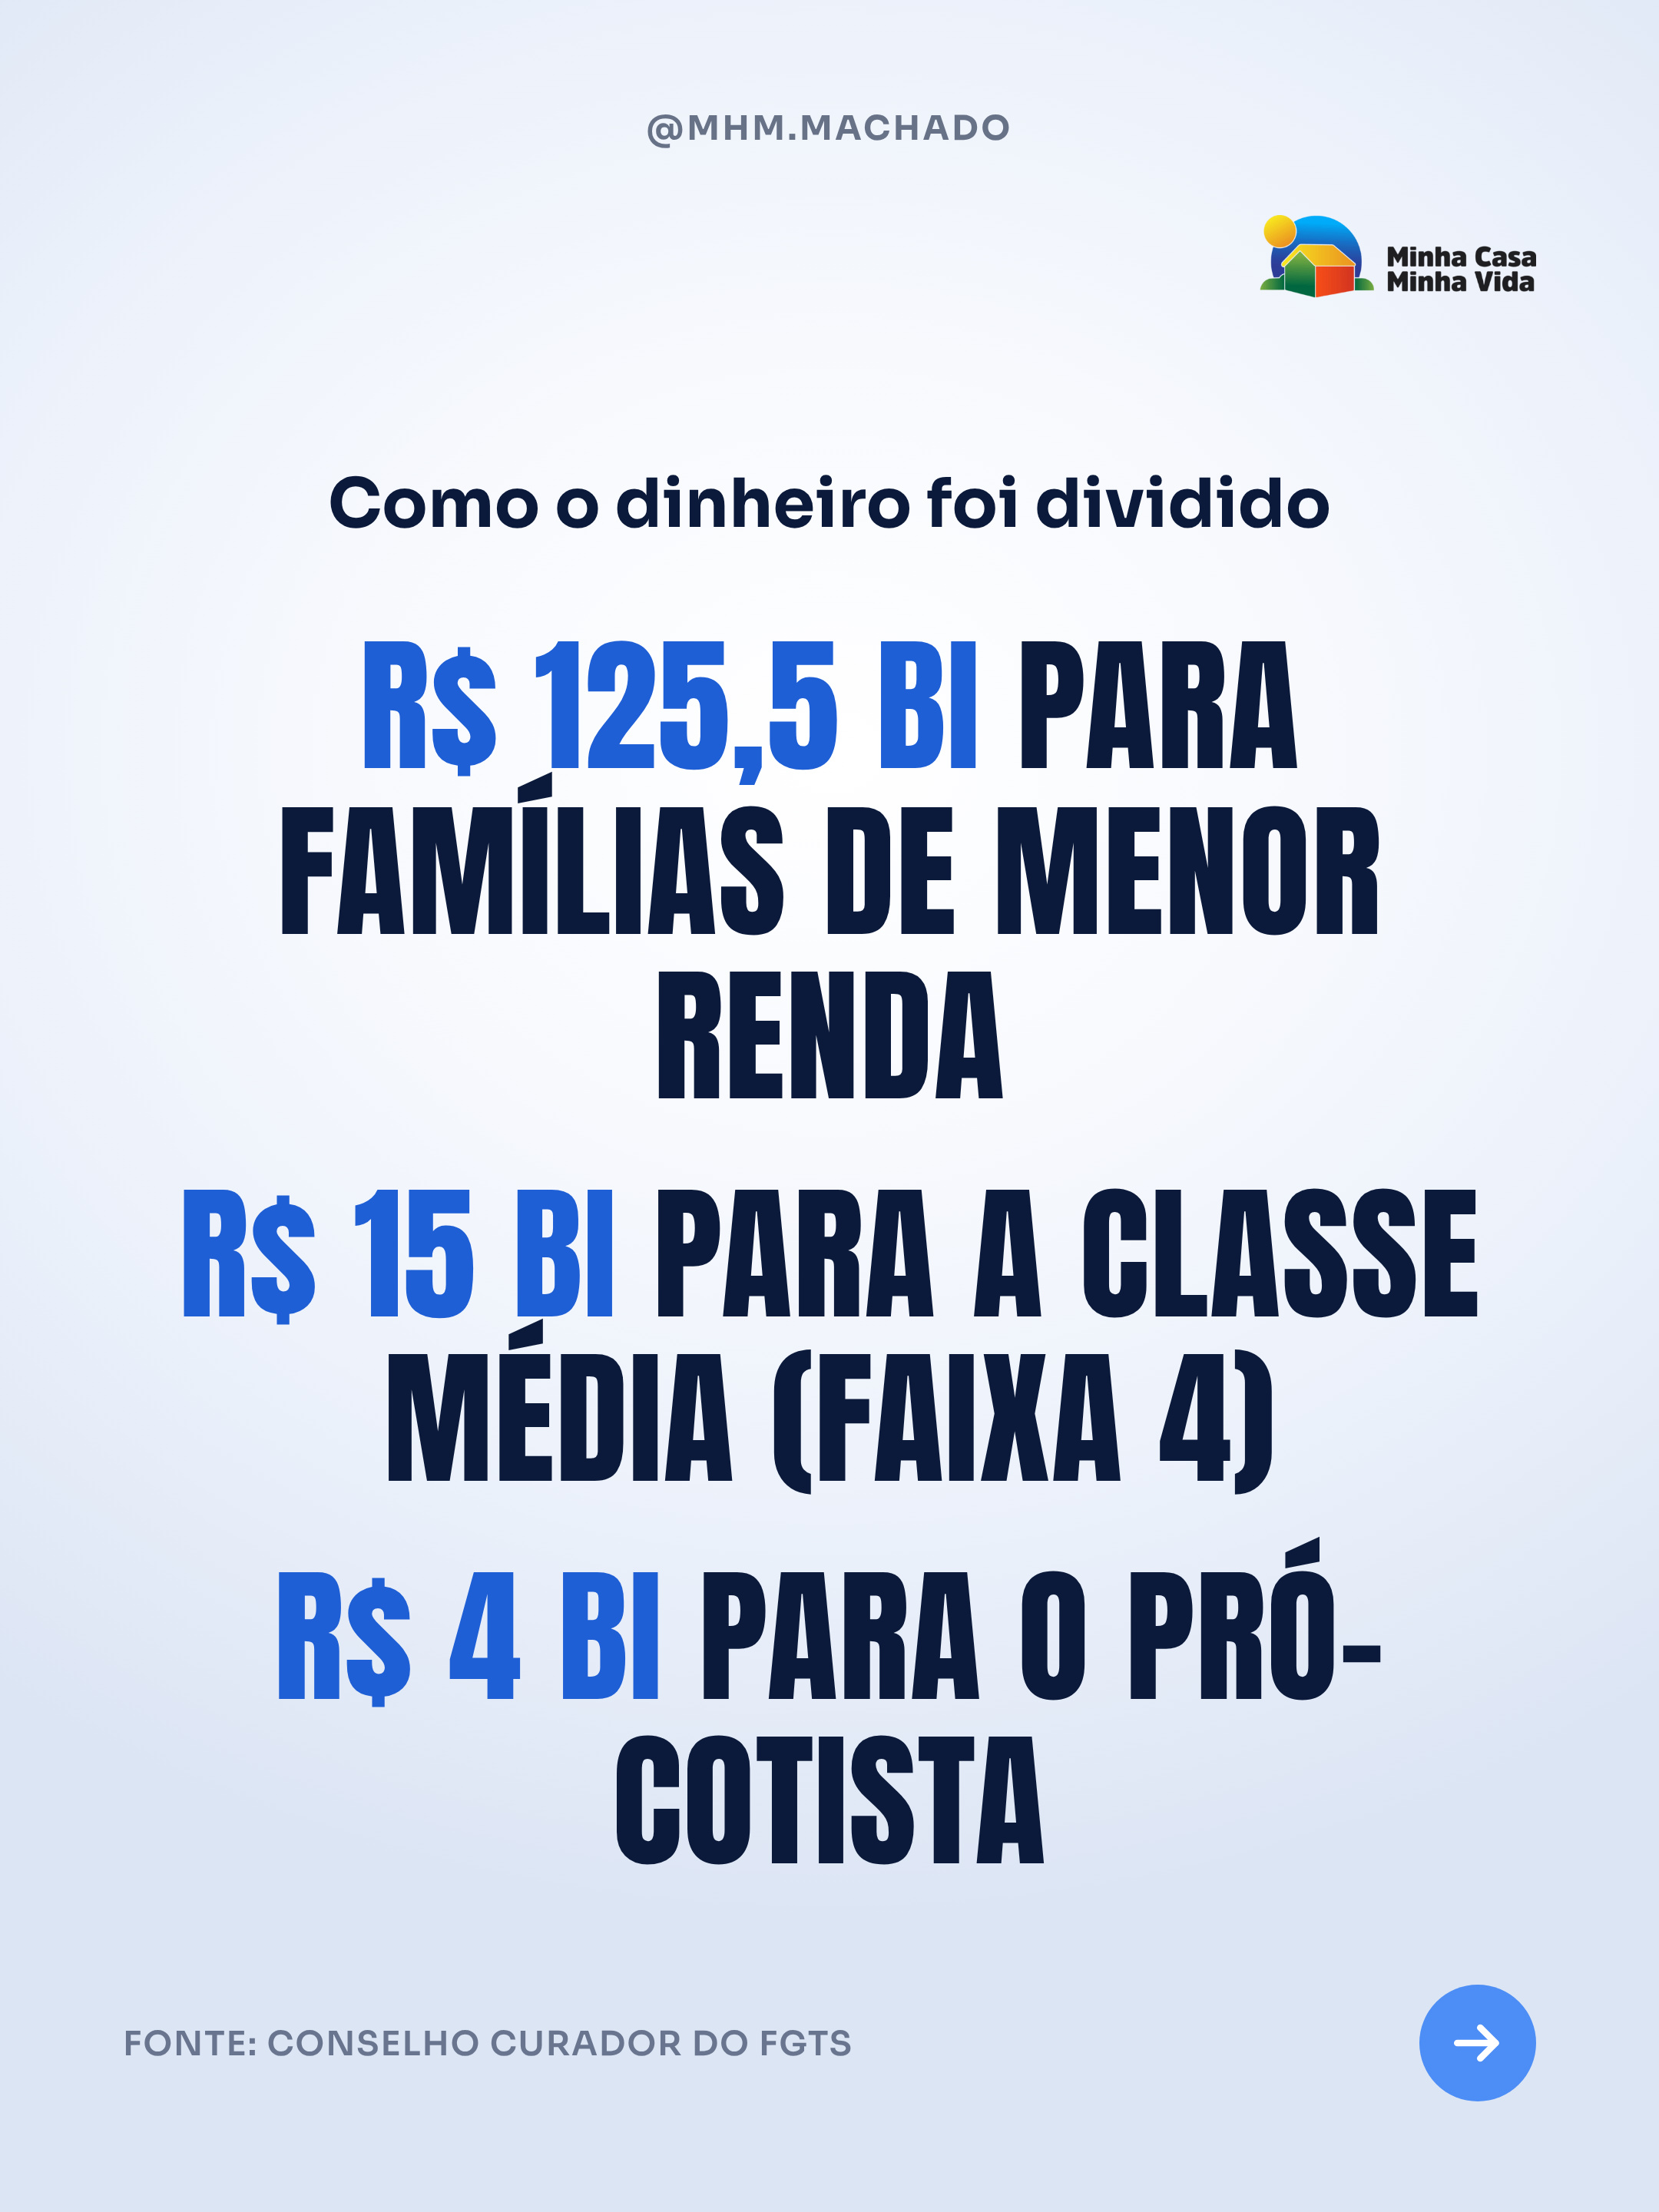 @MHM.MACHADO
Minha Casa
Minha Vida
Como o dinheiro foi dividido
R$ 125,5 BI PARA
FAMÍLIAS DE MENOR
RENDA
R$ 15 BI PARA A CLASSE
MÉDIA (FAIXA 4)
R$ 4 BI PARA O PRÓ-
COTISTA
FONTE: CONSELHO CURADOR DO FGTS